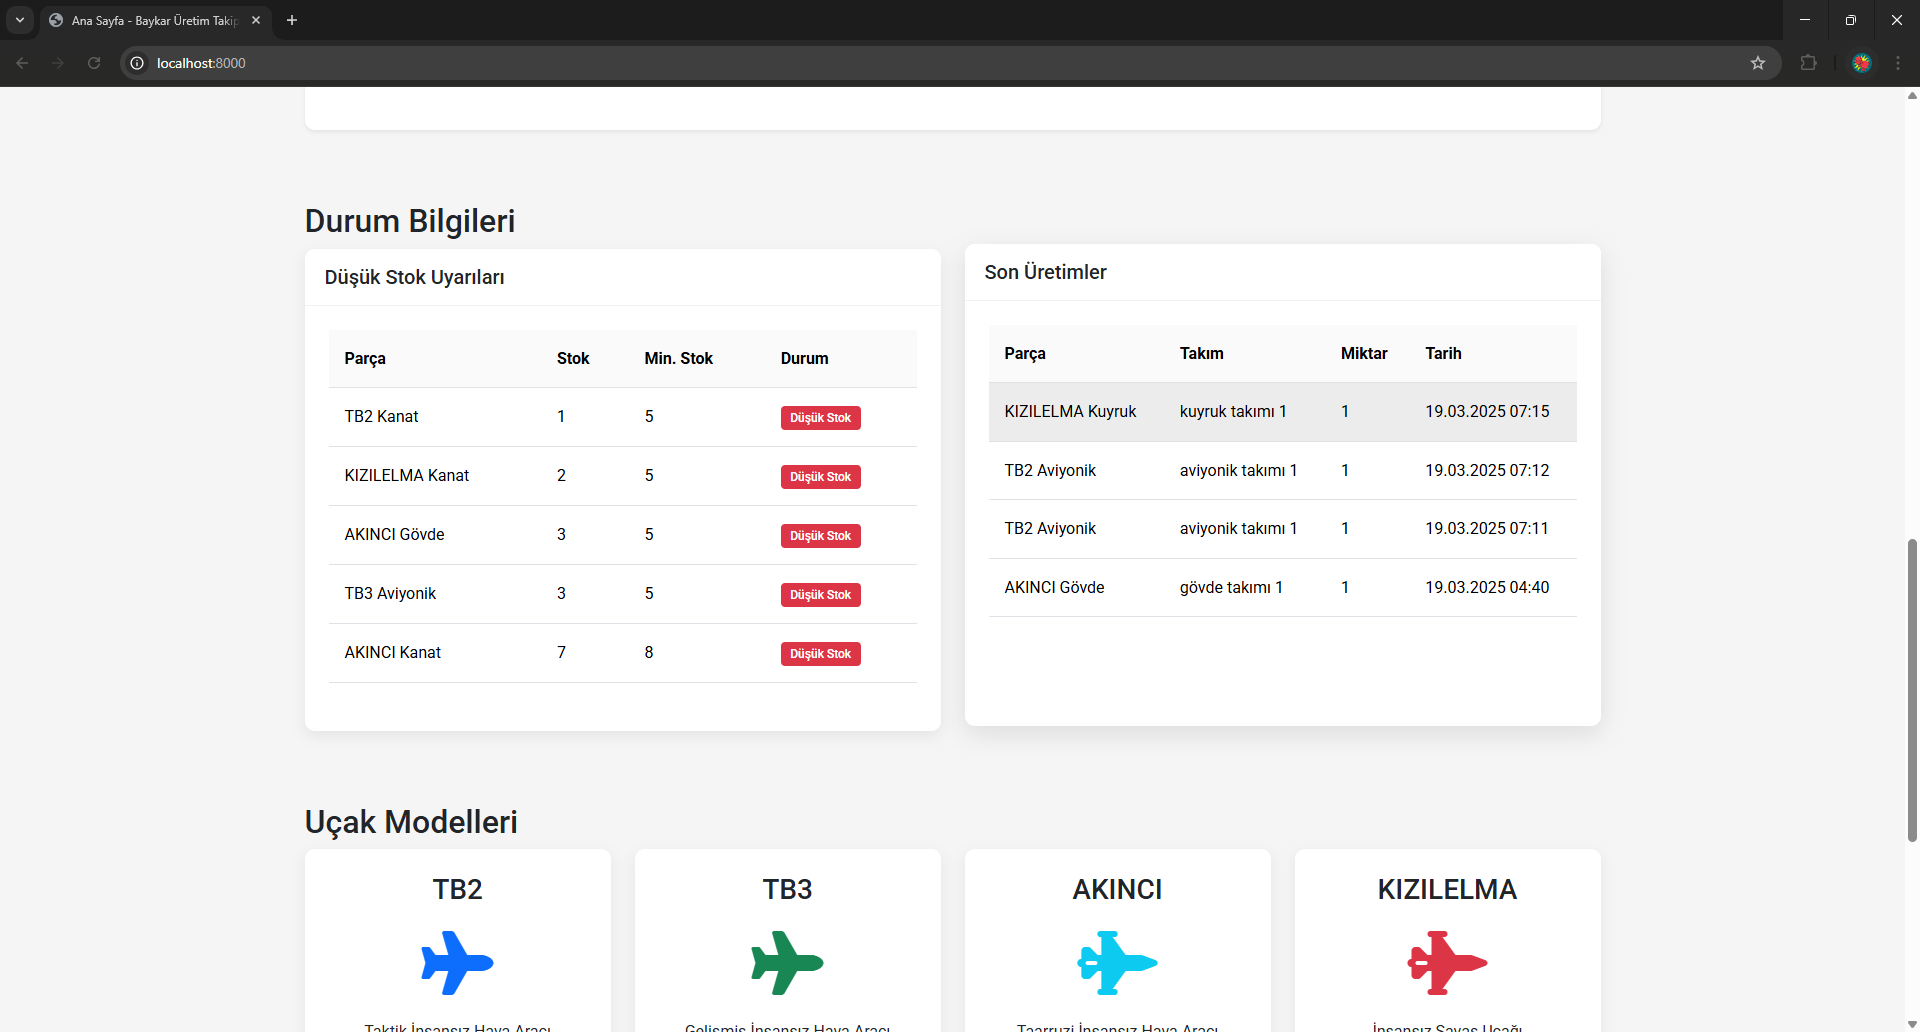 Ana Sayfa - Baykar Üretim Takip
localhost:8000
Durum Bilgileri
Düşük Stok Uyarıları
Parça Stok Min. Stok Durum
TB2 Kanat 1 5 Düşük Stok
KIZILELMA Kanat 2 5 Düşük Stok
AKINCI Gövde 3 5 Düşük Stok
TB3 Aviyonik 3 5 Düşük Stok
AKINCI Kanat 7 8 Düşük Stok
Son Üretimler
Parça Takım Miktar Tarih
KIZILELMA Kuyruk kuyruk takımı 1 1 19.03.2025 07:15
TB2 Aviyonik aviyonik takımı 1 1 19.03.2025 07:12
TB2 Aviyonik aviyonik takımı 1 1 19.03.2025 07:11
AKINCI Gövde gövde takımı 1 1 19.03.2025 04:40
Uçak Modelleri
TB2
Taktik İnsansız Hava Aracı
TB3
Gelişmiş İnsansız Hava Aracı
AKINCI
Taarruzi İnsansız Hava Aracı
KIZILELMA
İnsansız Savaş Uçağı